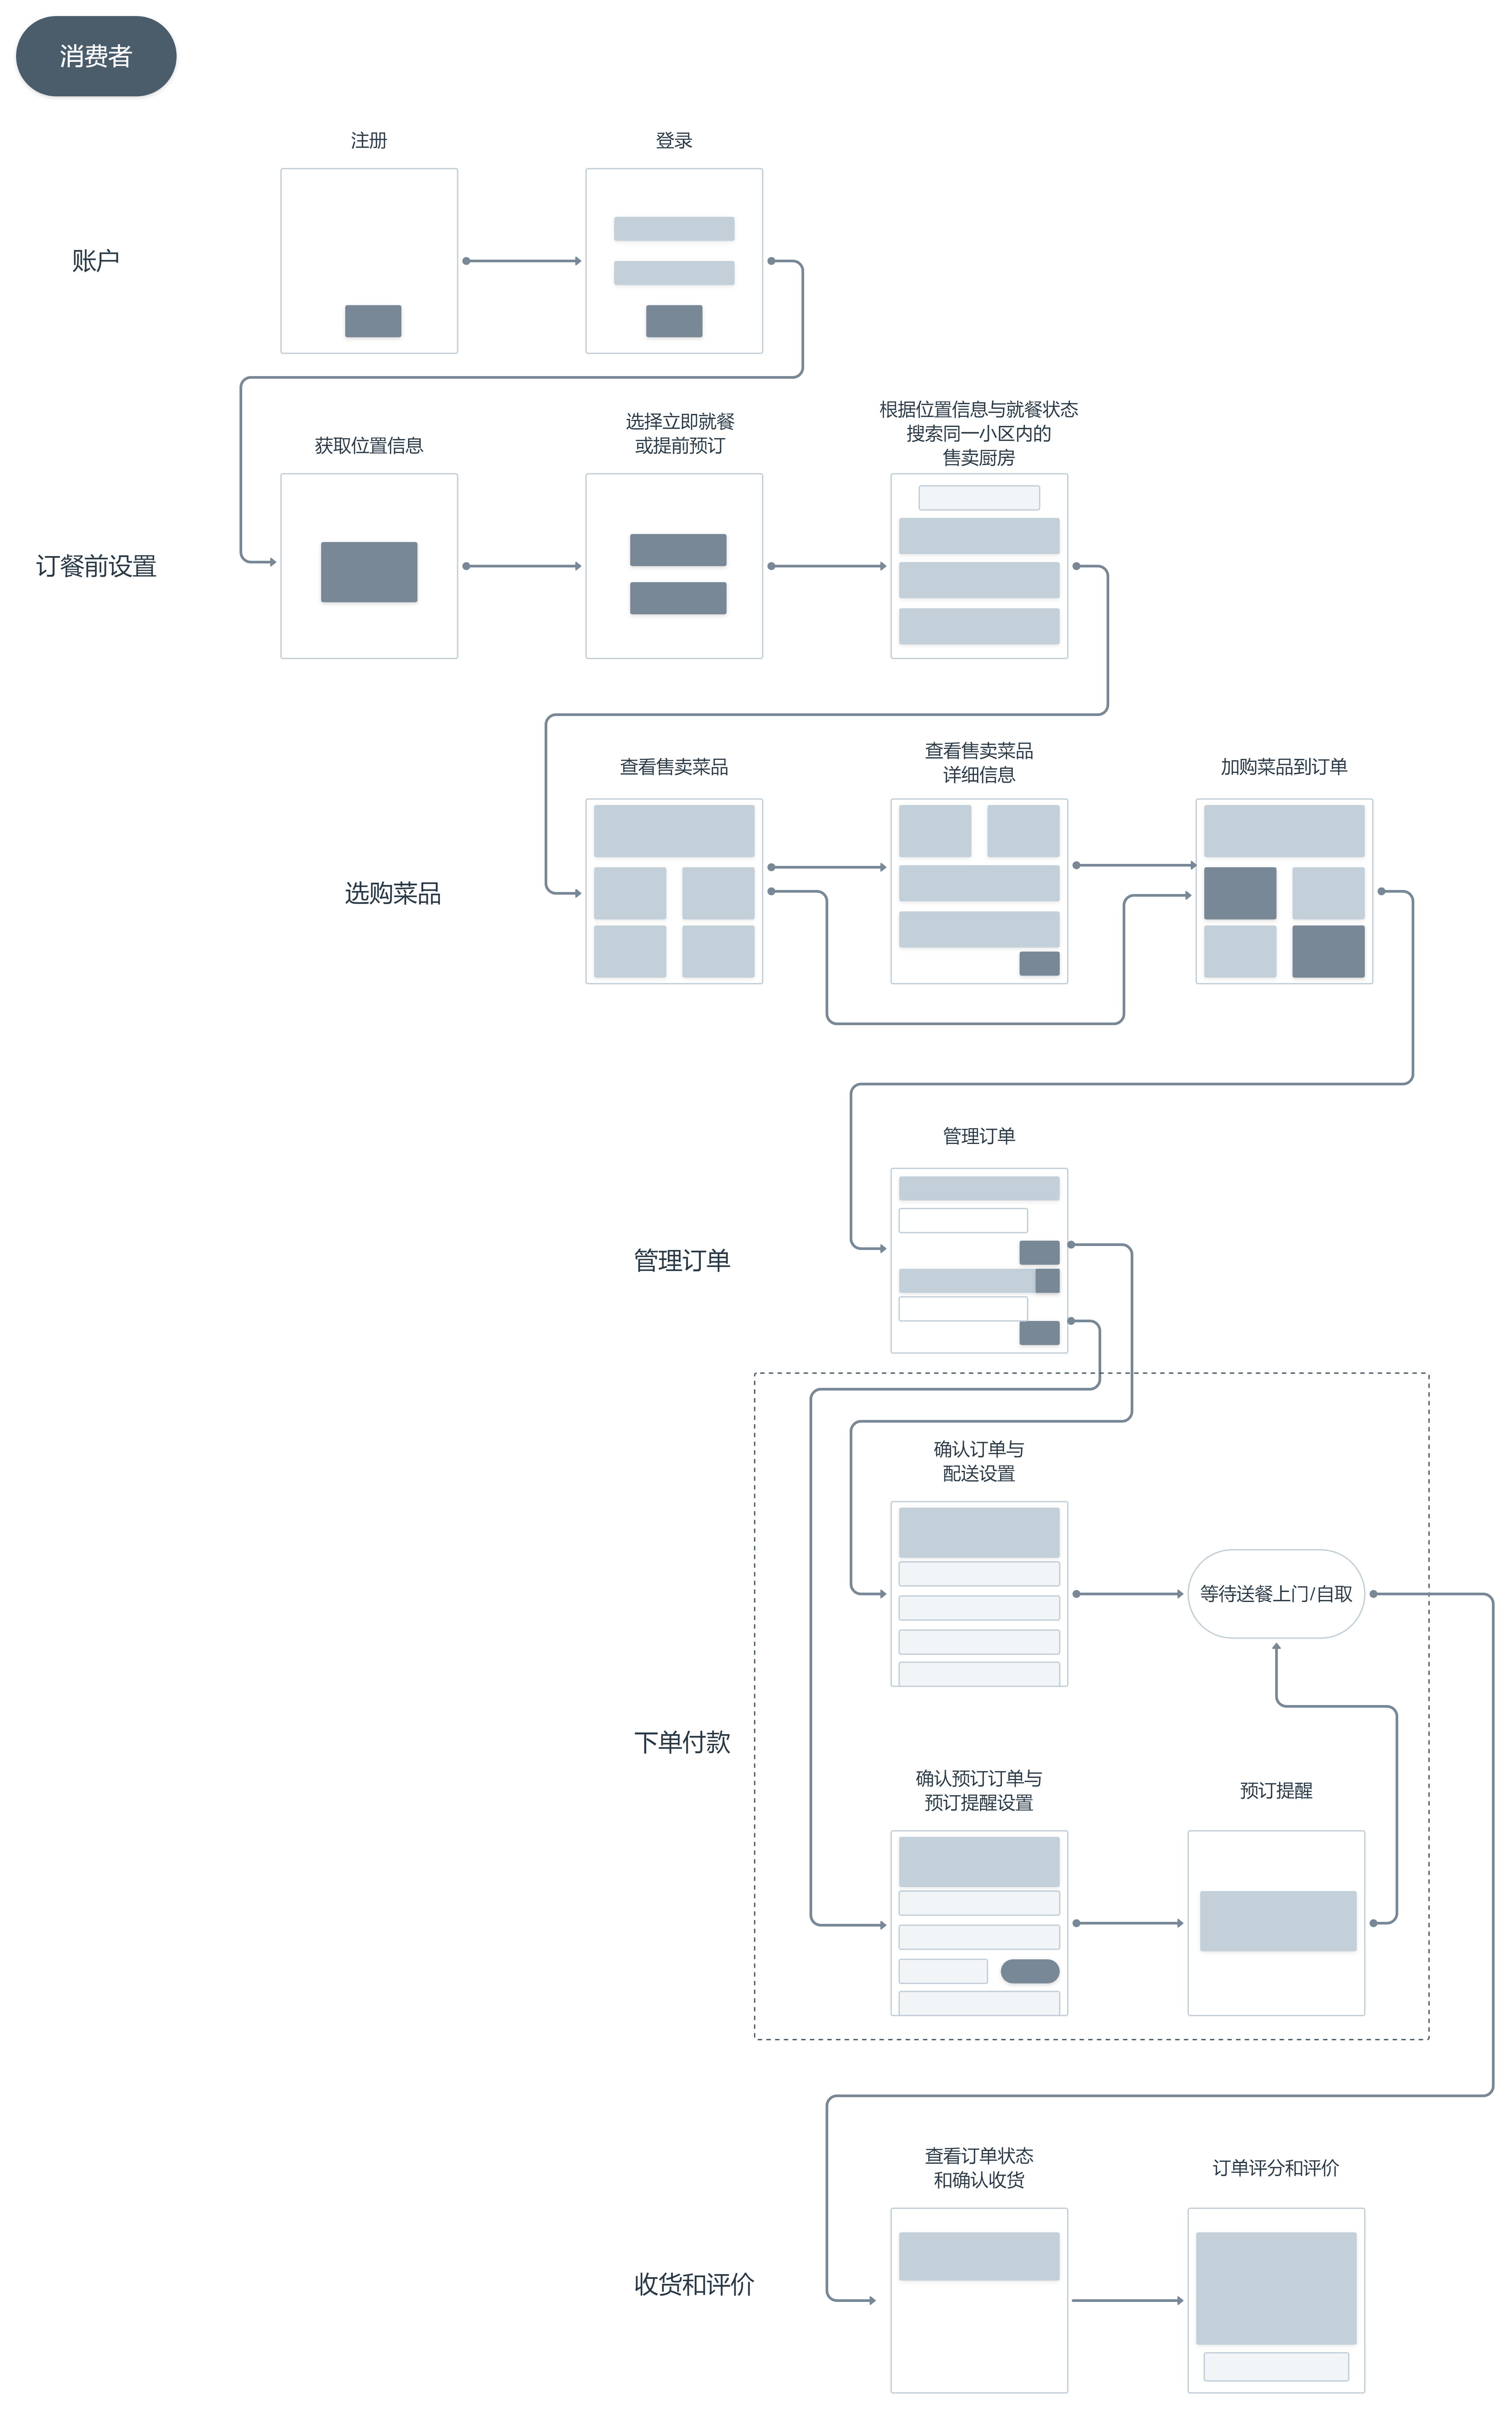 消费者
注册
登录
账户
获取位置信息
选择立即就餐
或提前预订
根据位置信息与就餐状态
搜索同一小区内的
售卖厨房
订餐前设置
查看售卖菜品
查看售卖菜品
详细信息
加购菜品到订单
选购菜品
管理订单
管理订单
确认订单与
配送设置
等待送餐上门/自取
下单付款
确认预订订单与
预订提醒设置
预订提醒
查看订单状态
和确认收货
订单评分和评价
收货和评价